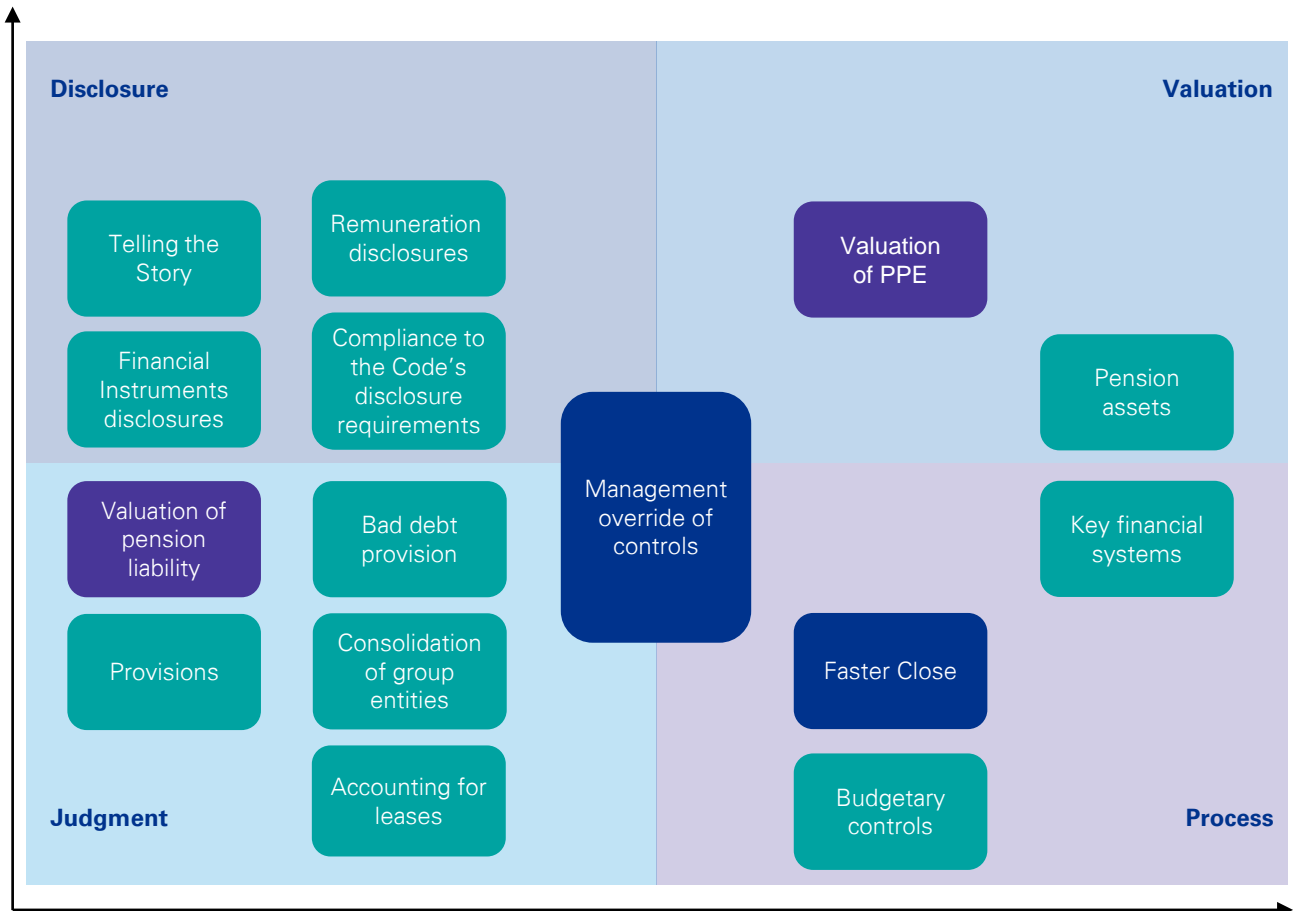 Disclosure
Valuation
Telling the
Story
Remuneration
disclosures
Valuation
of PPE
Financial
Instruments
disclosures
Compliance to
the Code’s
disclosure
requirements
Pension
assets
Management
override of
controls
Valuation of
pension
liability
Bad debt
provision
Key financial
systems
Provisions
Consolidation
of group
entities
Faster Close
Accounting for
leases
Budgetary
controls
Judgment
Process